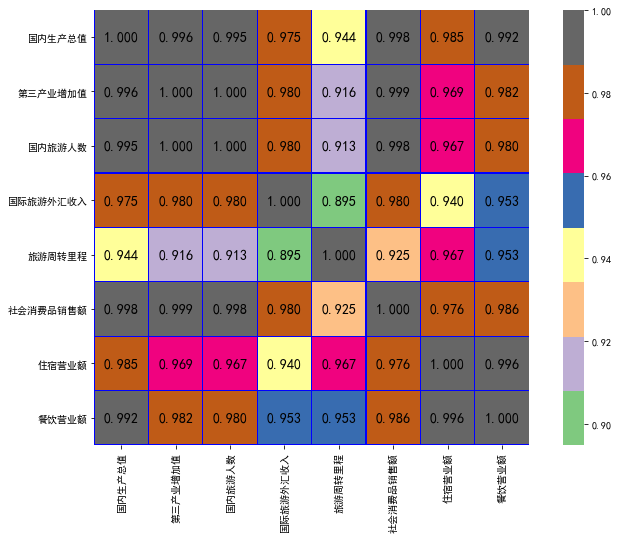 国内生产总值 1.000 0.996 0.995 0.975 0.944 0.998 0.985 0.992
第三产业增加值 0.996 1.000 1.000 0.980 0.916 0.999 0.969 0.982
国内旅游人数 0.995 1.000 1.000 0.980 0.913 0.998 0.967 0.980
国际旅游外汇收入 0.975 0.980 0.980 1.000 0.895 0.980 0.940 0.953
旅游周转里程 0.944 0.916 0.913 0.895 1.000 0.925 0.967 0.953
社会消费品销售额 0.998 0.999 0.998 0.980 0.925 1.000 0.976 0.986
住宿营业额 0.985 0.969 0.967 0.940 0.967 0.976 1.000 0.996
餐饮营业额 0.992 0.982 0.980 0.953 0.953 0.986 0.996 1.000
国内生产总值
第三产业增加值
国内旅游人数
国际旅游外汇收入
旅游周转里程
社会消费品销售额
住宿营业额
餐饮营业额
1.00
0.98
0.96
0.94
0.92
0.90